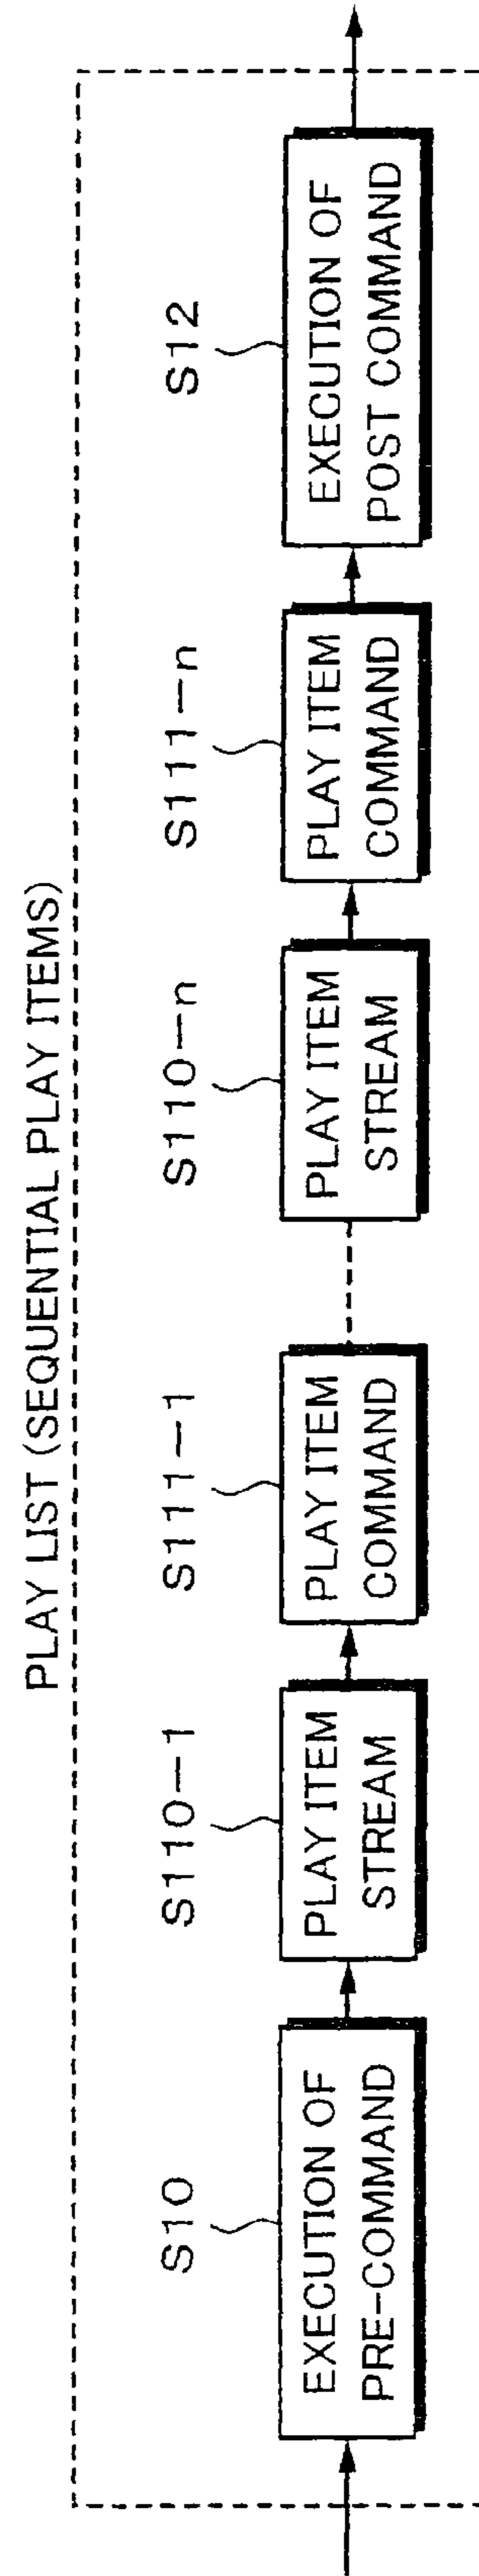 PLAY LIST (SEQUENTIAL PLAY ITEMS)
S10
EXECUTION OF
PRE-COMMAND
S110-1
PLAY ITEM
STREAM
S111-1
PLAY ITEM
COMMAND
S110-n
PLAY ITEM
STREAM
S111-n
PLAY ITEM
COMMAND
S12
EXECUTION OF
POST COMMAND